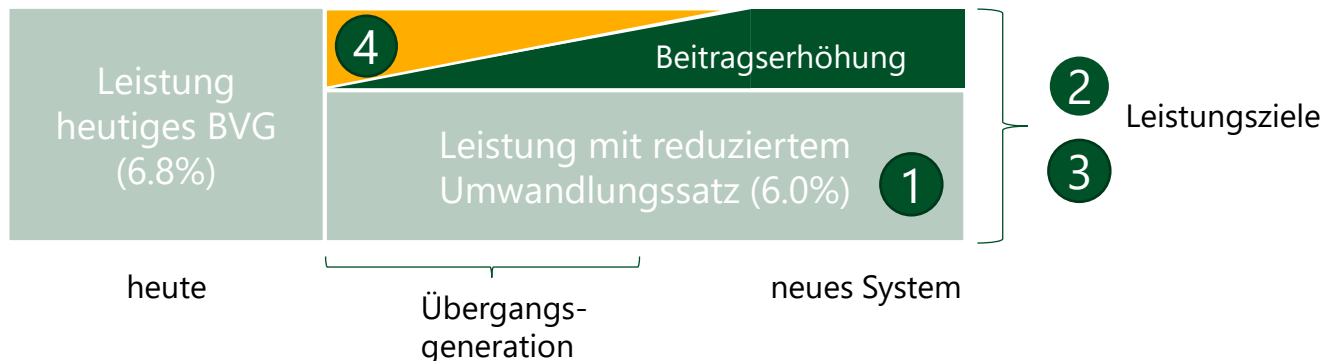 4
Beitragserhöhung
Leistung
heutiges BVG
(6.8%)
Leistung mit reduziertem
Umwandlungssatz (6.0%)
1
2
3
Leistungsziele
heute
Übergangs-
generation
neues System